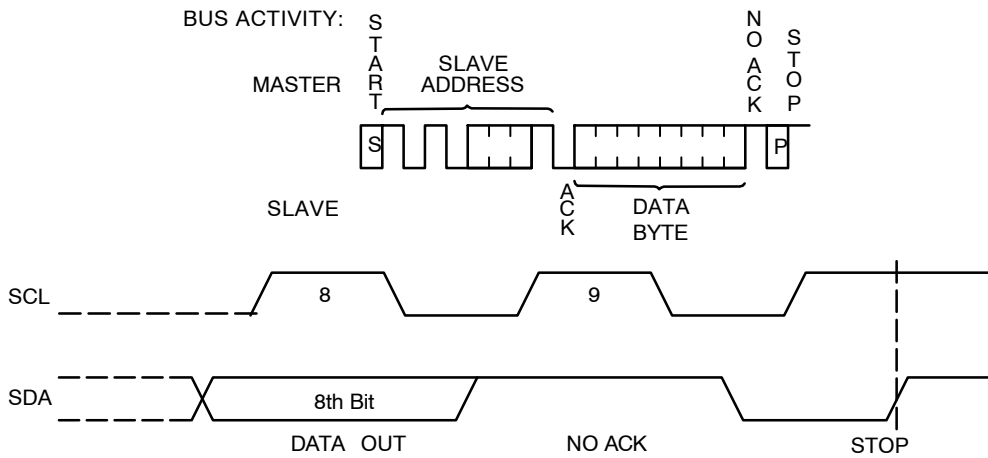 BUS ACTIVITY:
MASTER
START
SLAVE
ADDRESS
NO ACK
STOP
S
P
SLAVE
ACK
DATA
BYTE
SCL
8
9
SDA
8th Bit
DATA OUT
NO ACK
STOP